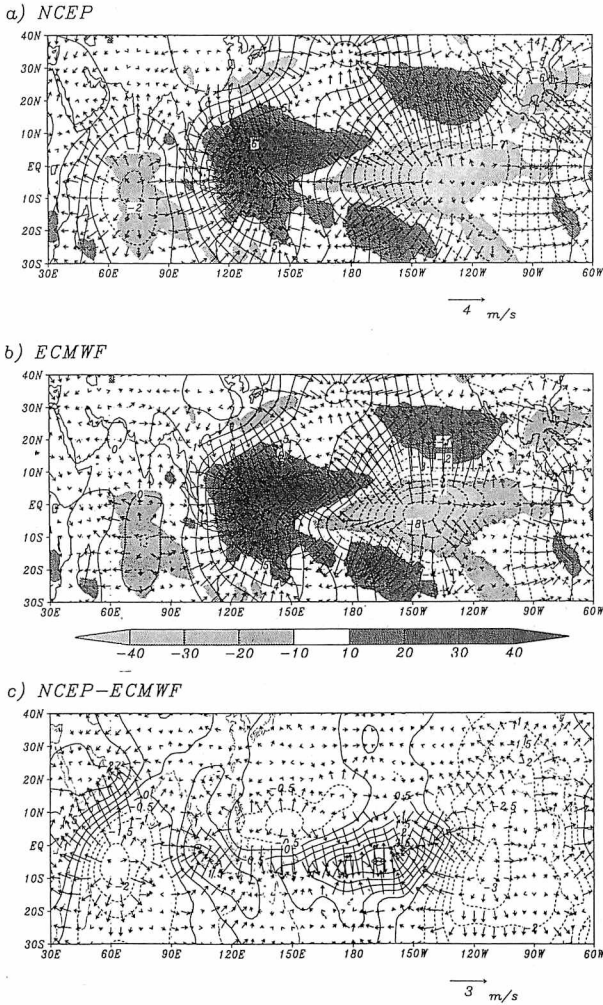 a) NCEP
40N
30N
20N
10N
EQ
10S
20S
30S
30E 60E 90E 120E 150E 180 150W 120W 90W 60W
4 m/s
b) ECMWF
40N
30N
20N
10N
EQ
10S
20S
30S
30E 60E 90E 120E 150E 180 150W 120W 90W 60W
-40 -30 -20 -10 10 20 30 40
c) NCEP-ECMWF
40N
30N
20N
10N
EQ
10S
20S
30S
30E 60E 90E 120E 150E 180 150W 120W 90W 60W
3 m/s